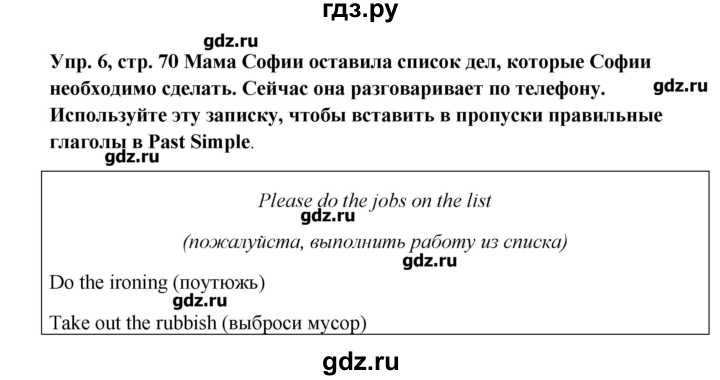 гдз.ру
gdz.ru
Упр. 6, стр. 70 Мама Софии оставила список дел, которые Софии
необходимо сделать. Сейчас она разговаривает по телефону.
gdz.ru
Используйте эту записку, чтобы вставить в пропуски правильные
глаголы в Past Simple.
gdz.ru
Please do the jobs on the list
gdz.ru
(пожалуйста, выполнить работу из списка)
gdz.ru
Do the ironing (поутюжь)
gdz.ru
Take out the rubbish (выброси мусор)
gdz.ru